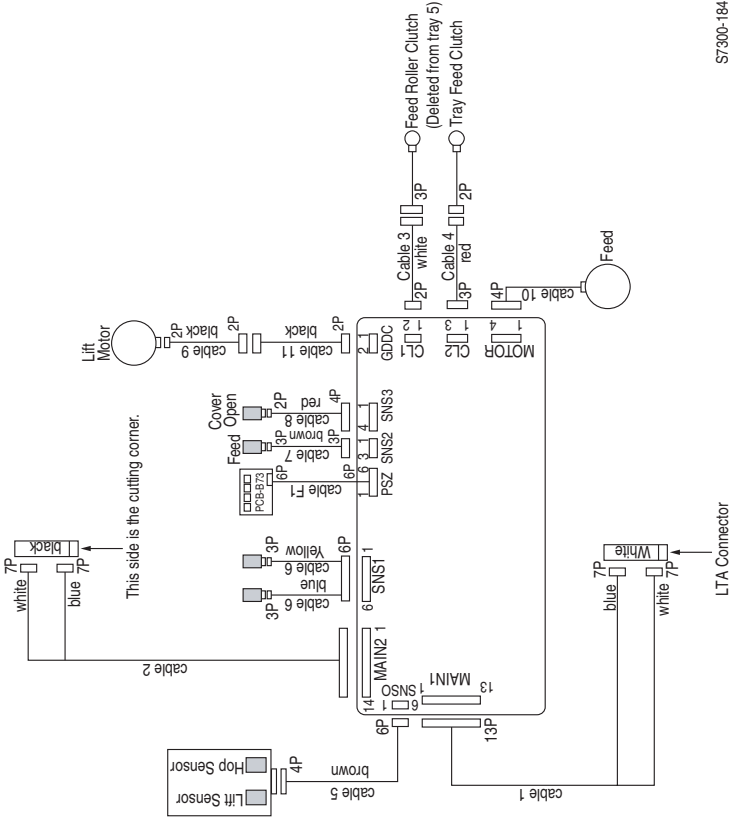 S7300-184
Feed Roller Clutch
(Deleted from tray 5)
Tray Feed Clutch
3P
2P
Cable 3
white
Cable 4
red
2P
3P
4P
cable 10
Feed
Lift
Motor
2P
cable 9
black
2P
cable 11
black
2P
2 1
GDDC
2
1
CL1
3
1
CL2
4
1
MOTOR
Cover
Open
2P
cable 8
red
4P
4 1
SNS3
Feed
3P
cable 7
brown
3P
3 1
SNS2
PCB-B73
6P
cable F1
6P
1 6
PSZ
This side is the cutting corner.
black
7P
7P
white
blue
cable 2
3P
cable 6
Yellow
3P
cable 6
blue
6P
6 1
SNS1
14 1
MAIN2
1 6
SNSO
1 13
MAIN1
6P
13P
Hop Sensor
Lift Sensor
4P
cable 5
brown
cable 1
White
7P
7P
blue
white
LTA Connector